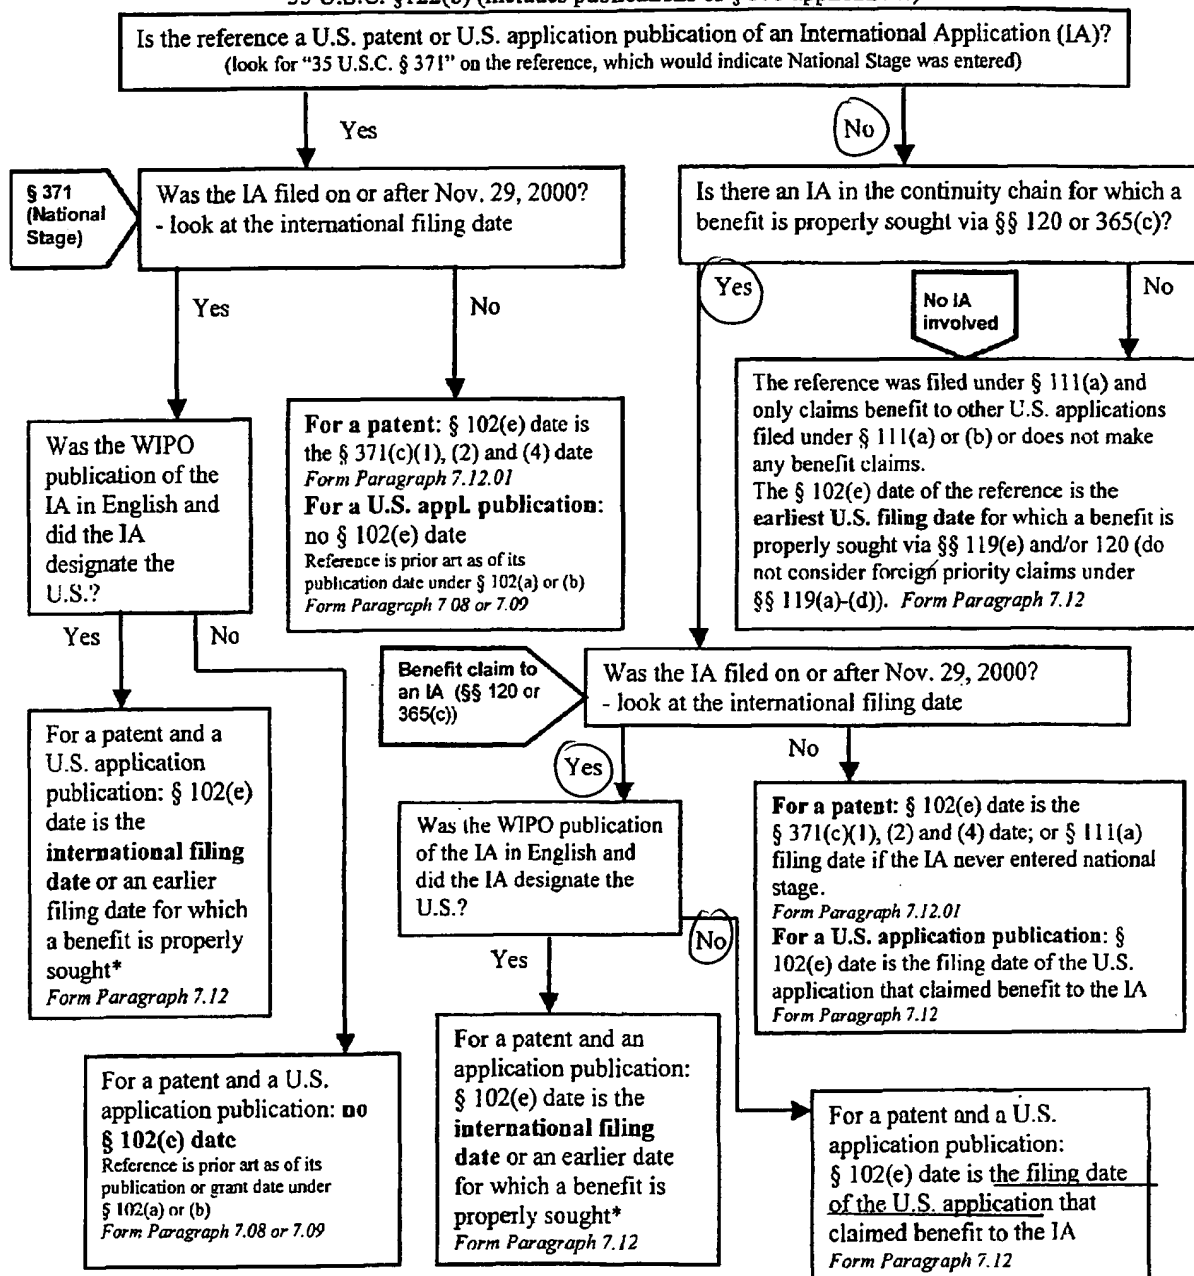 35 U.S.C. §122(b) (includes publications of § 371 applications)
Is the reference a U.S. patent or U.S. application publication of an International Application (IA)?
(look for “35 U.S.C. § 371” on the reference, which would indicate National Stage was entered)
Yes
No
§ 371
(National
Stage)
Was the IA filed on or after Nov. 29, 2000?
- look at the international filing date
Is there an IA in the continuity chain for which a
benefit is properly sought via §§ 120 or 365(c)?
Yes
No
Yes
No IA
involved
No
Was the WIPO
publication of the
IA in English and
did the IA
designate the
U.S.?
For a patent: § 102(e) date is
the § 371(c)(1), (2) and (4) date
Form Paragraph 7.12.01
For a U.S. appl. publication:
no § 102(e) date
Reference is prior art as of its
publication date under § 102(a) or (b)
Form Paragraph 7 08 or 7.09
The reference was filed under § 111(a) and
only claims benefit to other U.S. applications
filed under § 111(a) or (b) or does not make
any benefit claims.
The § 102(e) date of the reference is the
earliest U.S. filing date for which a benefit is
properly sought via §§ 119(e) and/or 120 (do
not consider foreign priority claims under
§§ 119(a)-(d)). Form Paragraph 7.12
Yes
No
Benefit claim to
an IA (§§ 120 or
365(c))
Was the IA filed on or after Nov. 29, 2000?
- look at the international filing date
For a patent and a
U.S. application
publication: § 102(e)
date is the
international filing
date or an earlier
filing date for which
a benefit is properly
sought*
Form Paragraph 7.12
Yes
No
Was the WIPO publication
of the IA in English and
did the IA designate the
U.S.?
For a patent: § 102(e) date is the
§ 371(c)(1), (2) and (4) date; or § 111(a)
filing date if the IA never entered national
stage.
Form Paragraph 7.12.01
For a U.S. application publication: §
102(e) date is the filing date of the U.S.
application that claimed benefit to the IA
Form Paragraph 7.12
Yes
No
For a patent and a U.S.
application publication: no
§ 102(e) date
Reference is prior art as of its
publication or grant date under
§ 102(a) or (b)
Form Paragraph 7.08 or 7.09
For a patent and an
application publication:
§ 102(e) date is the
international filing
date or an earlier date
for which a benefit is
properly sought*
Form Paragraph 7.12
For a patent and a U.S.
application publication:
§ 102(e) date is the filing date
of the U.S. application that
claimed benefit to the IA
Form Paragraph 7.12